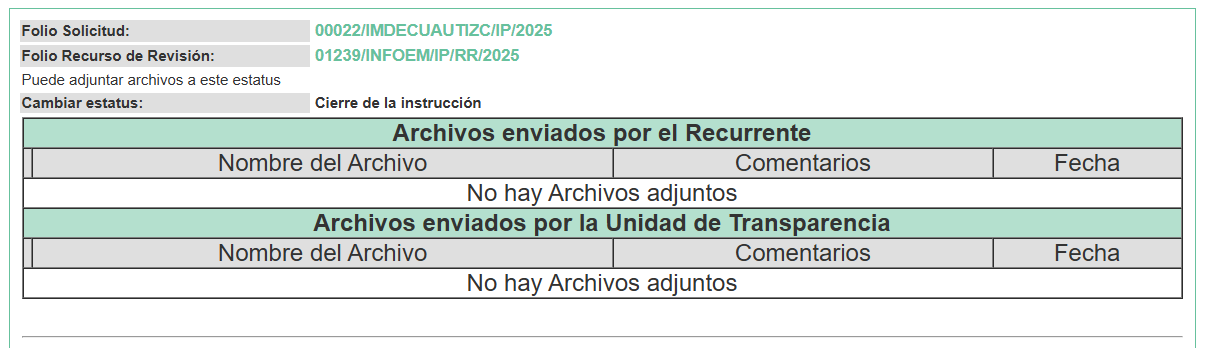 Folio Solicitud: 00022/IMDECUAUTIZC/IP/2025
Folio Recurso de Revisión: 01239/INFOEM/IP/RR/2025
Puede adjuntar archivos a este estatus
Cambiar estatus: Cierre de la instrucción
Archivos enviados por el Recurrente
Nombre del Archivo Comentarios Fecha
No hay Archivos adjuntos
Archivos enviados por la Unidad de Transparencia
Nombre del Archivo Comentarios Fecha
No hay Archivos adjuntos